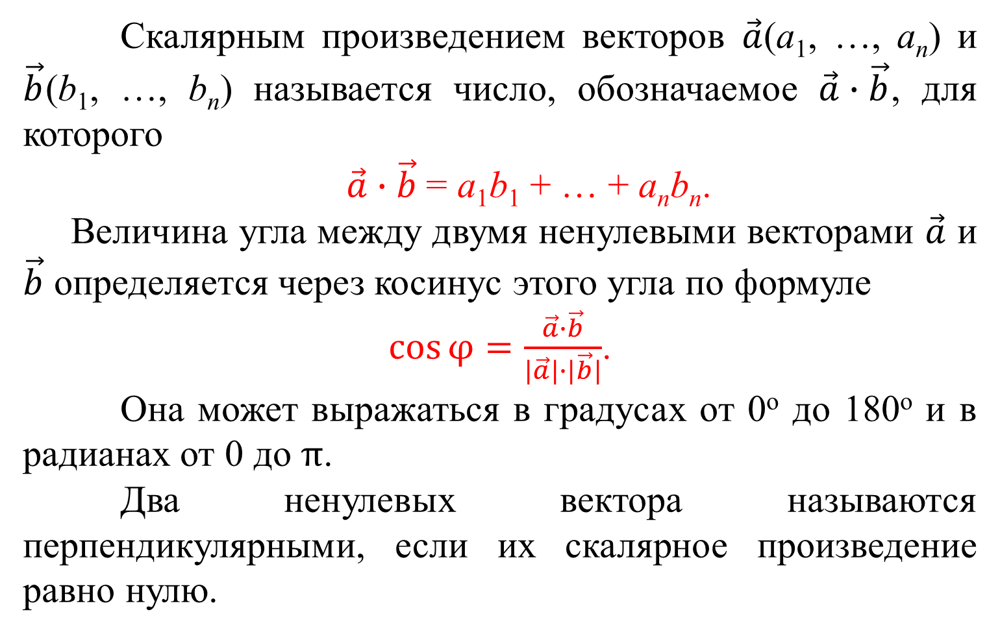 Скалярным произведением векторов a⃗(a₁, …, aₙ) и
b⃗(b₁, …, bₙ) называется число, обозначаемое a⃗ · b⃗, для
которого
a⃗ · b⃗ = a₁b₁ + … + aₙbₙ.
Величина угла между двумя ненулевыми векторами a⃗ и
b⃗ определяется через косинус этого угла по формуле
cos φ = a⃗·b⃗ / |a⃗|·|b⃗|.
Она может выражаться в градусах от 0º до 180º и в
радианах от 0 до π.
Два ненулевых вектора называются
перпендикулярными, если их скалярное произведение
равно нулю.